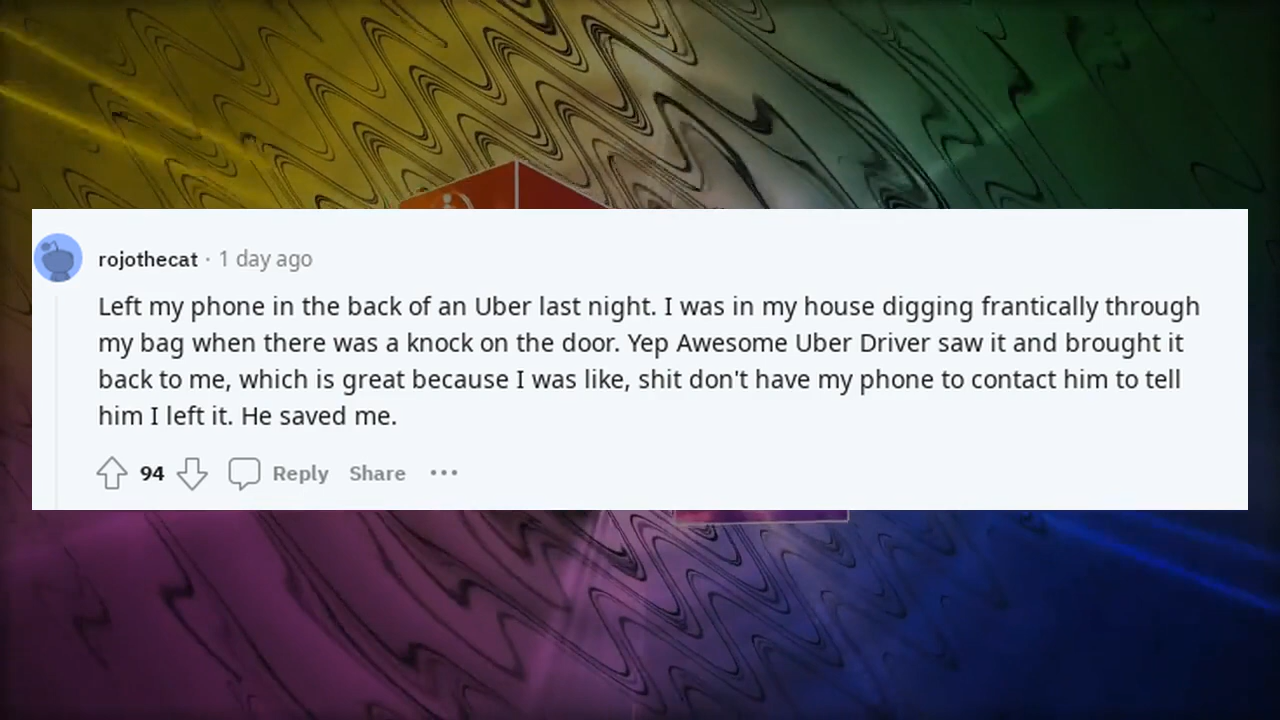 rojothecat · 1 day ago
Left my phone in the back of an Uber last night. I was in my house digging frantically through
my bag when there was a knock on the door. Yep Awesome Uber Driver saw it and brought it
back to me, which is great because I was like, shit don't have my phone to contact him to tell
him I left it. He saved me.
94 Reply Share ···